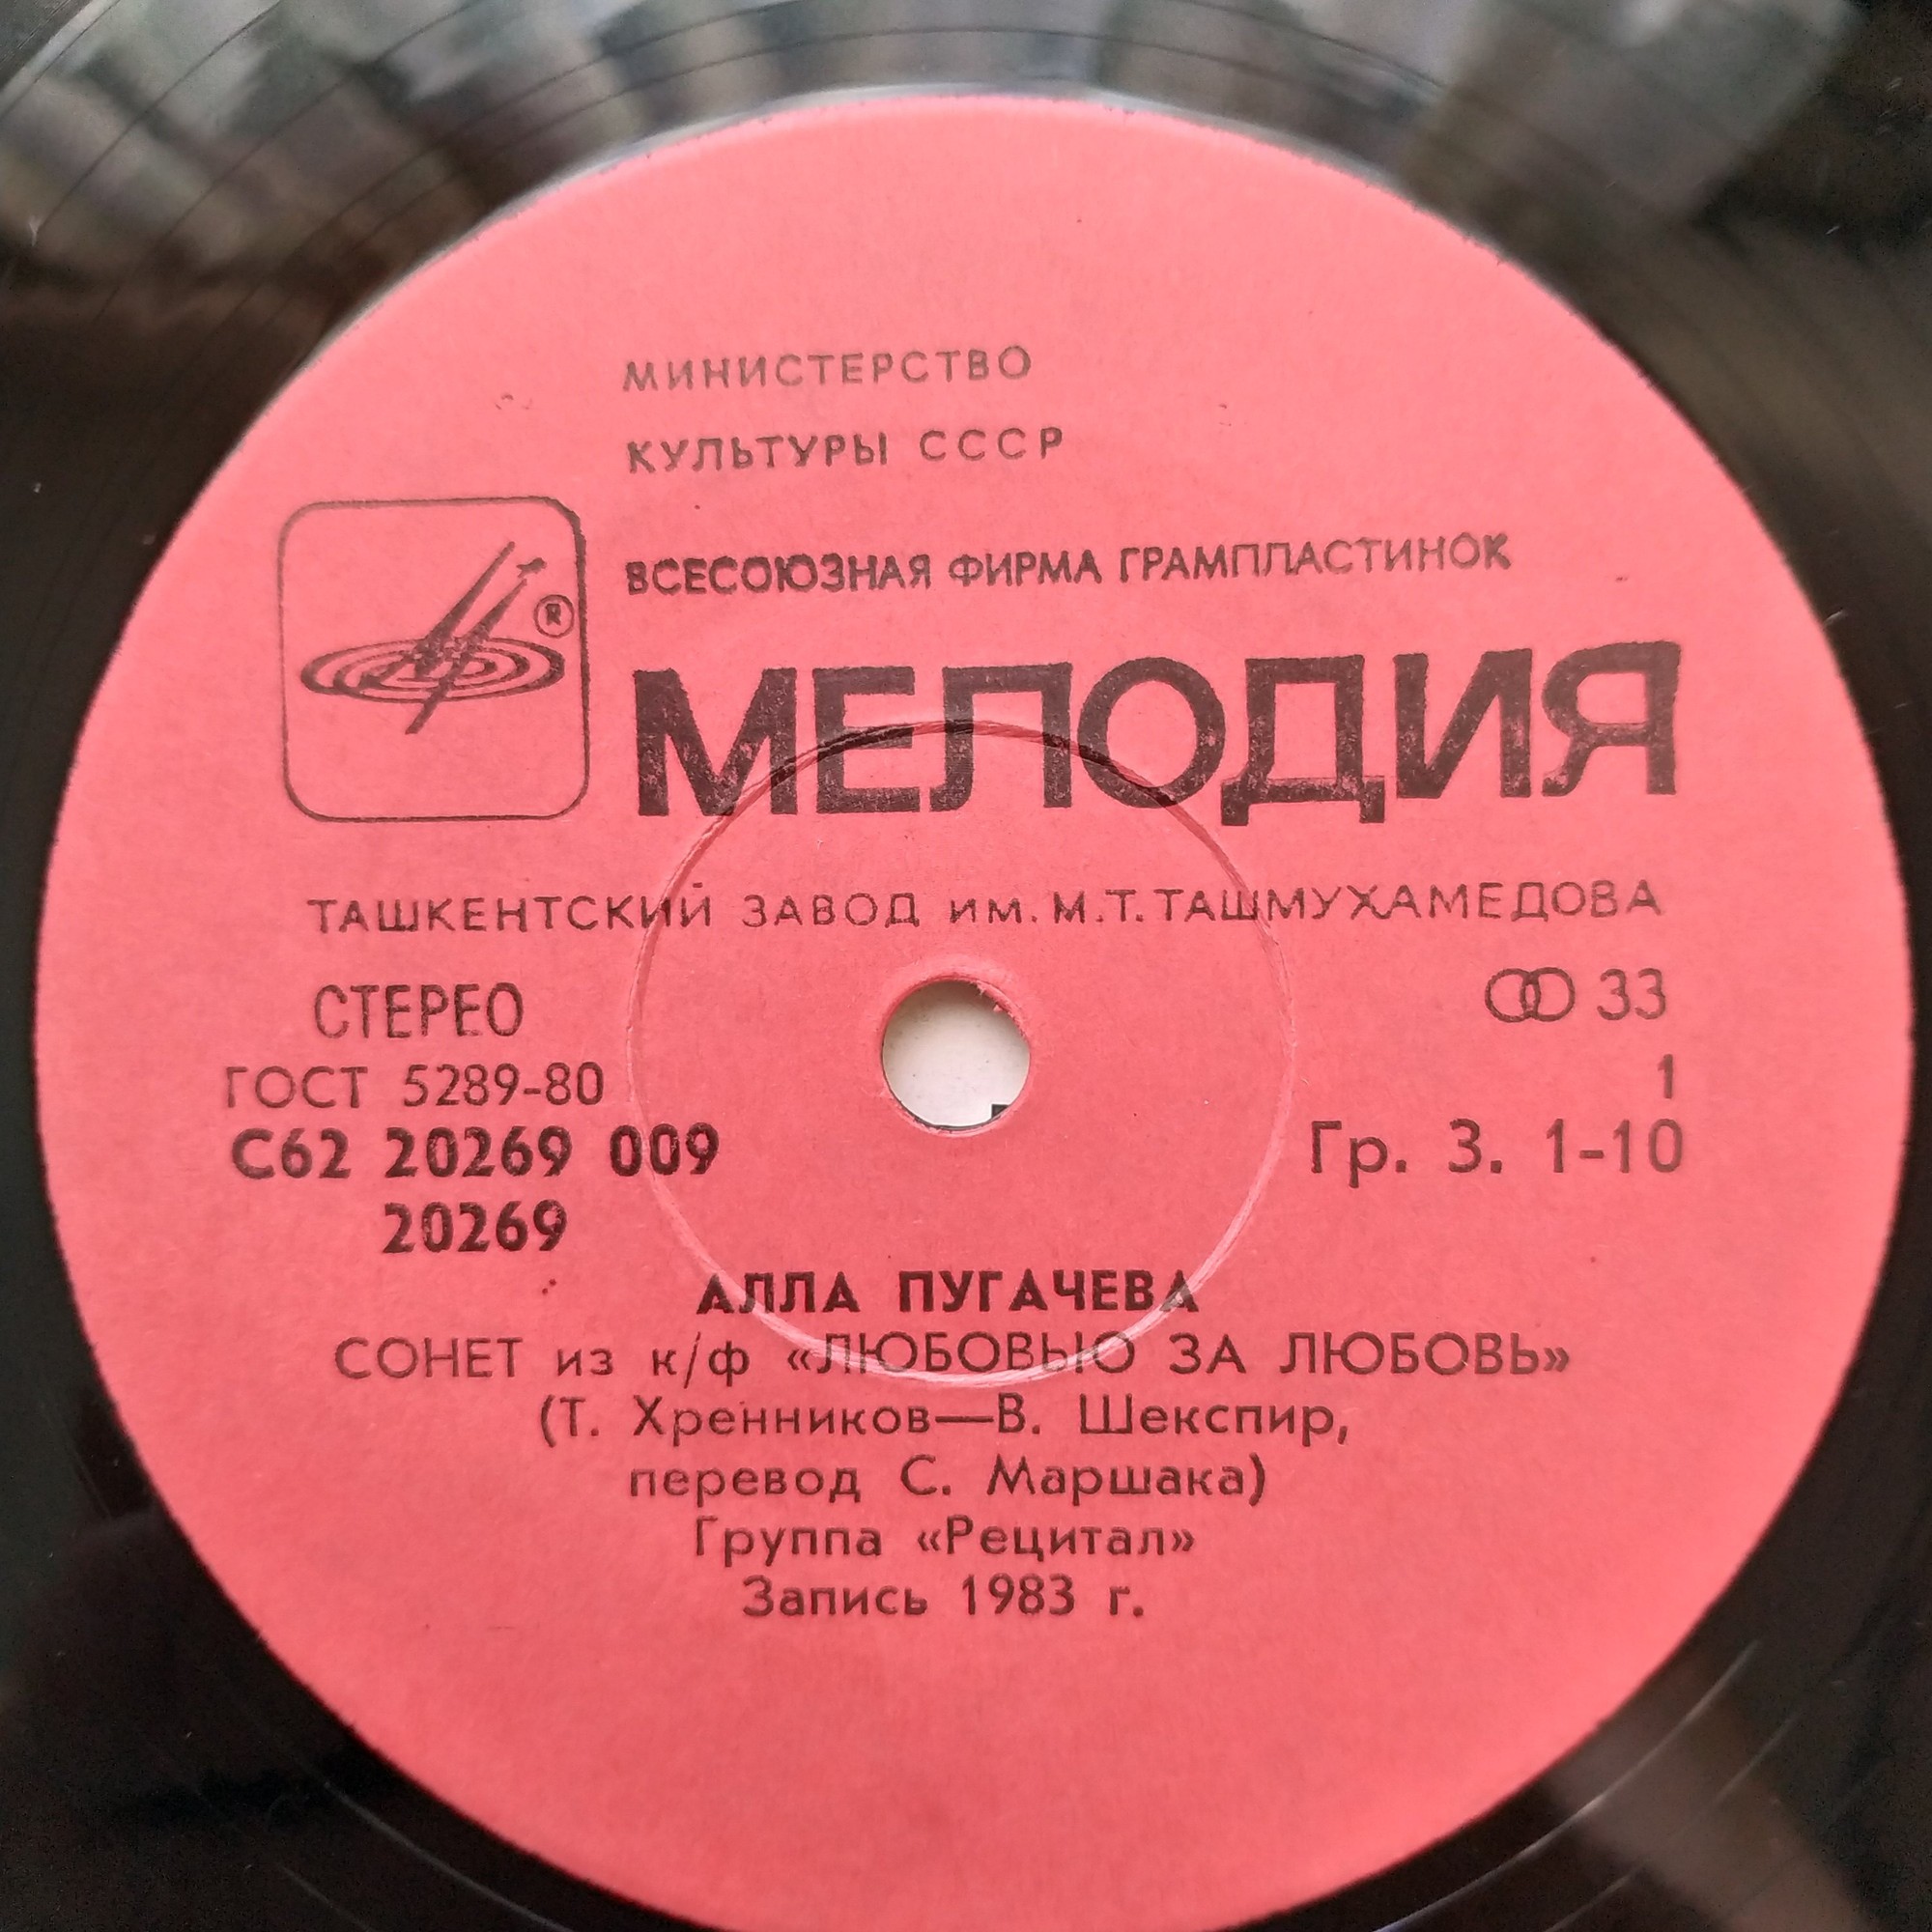 МИНИСТЕРСТВО
КУЛЬТУРЫ СССР
ВСЕСОЮЗНАЯ ФИРМА ГРАМПЛАСТИНОК
®
МЕЛОДИЯ
ТАШКЕНТСКИЙ ЗАВОД ИМ. М.Т. ТАШМУХАМЕДОВА
СТЕРЕО 33
ГОСТ 5289-80 1
С62 20269 009 Гр. 3. 1-10
20269
АЛЛА ПУГАЧЕВА
СОНЕТ из к/ф «ЛЮБОВЬЮ ЗА ЛЮБОВЬ»
(Т. Хренников—В. Шекспир,
перевод С. Маршака)
Группа «Рецитал»
Запись 1983 г.